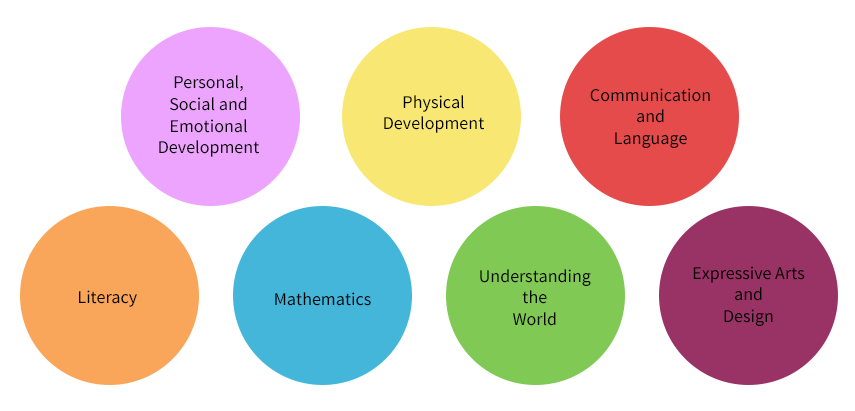 Personal,
Social and
Emotional
Development
Physical
Development
Communication
and
Language
Literacy
Mathematics
Understanding
the
World
Expressive Arts
and
Design